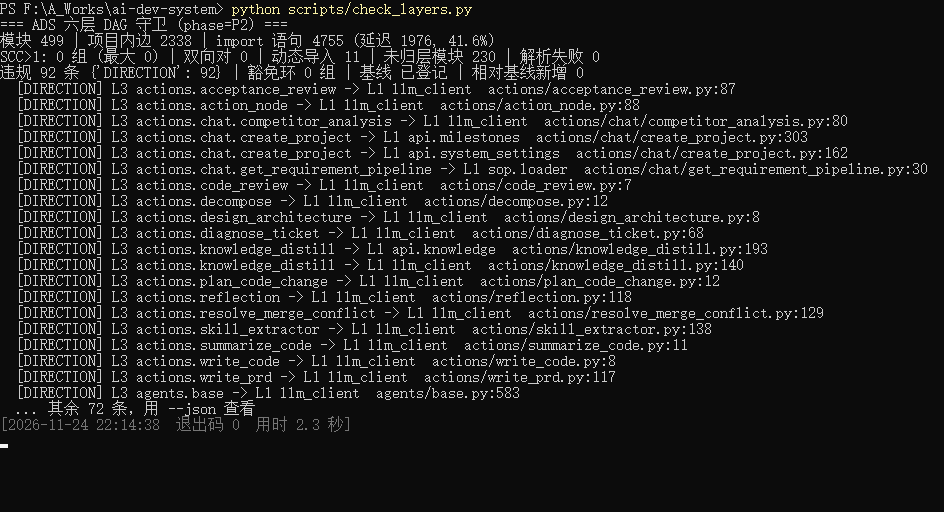 PS F:\A_Works\ai-dev-system> python scripts/check_layers.py
=== ADS 六层 DAG 守卫 (phase=P2) ===
模块 499 | 项目内边 2338 | import 语句 4755 (延迟 1976, 41.6%)
SCC>1: 0 组 (最大 0) | 双向对 0 | 动态导入 11 | 未归层模块 230 | 解析失败 0
违规 92 条 {'DIRECTION': 92} | 豁免环 0 组 | 基线 已登记 | 相对基线新增 0
[DIRECTION] L3 actions.acceptance_review -> L1 llm_client  actions/acceptance_review.py:87
[DIRECTION] L3 actions.action_node -> L1 llm_client  actions/action_node.py:88
[DIRECTION] L3 actions.chat.competitor_analysis -> L1 llm_client  actions/chat/competitor_analysis.py:80
[DIRECTION] L3 actions.chat.create_project -> L1 api.milestones  actions/chat/create_project.py:303
[DIRECTION] L3 actions.chat.create_project -> L1 api.system_settings  actions/chat/create_project.py:162
[DIRECTION] L3 actions.chat.get_requirement_pipeline -> L1 sop.loader  actions/chat/get_requirement_pipeline.py:30
[DIRECTION] L3 actions.code_review -> L1 llm_client  actions/code_review.py:7
[DIRECTION] L3 actions.decompose -> L1 llm_client  actions/decompose.py:12
[DIRECTION] L3 actions.design_architecture -> L1 llm_client  actions/design_architecture.py:8
[DIRECTION] L3 actions.diagnose_ticket -> L1 llm_client  actions/diagnose_ticket.py:68
[DIRECTION] L3 actions.knowledge_distill -> L1 api.knowledge  actions/knowledge_distill.py:193
[DIRECTION] L3 actions.knowledge_distill -> L1 llm_client  actions/knowledge_distill.py:140
[DIRECTION] L3 actions.plan_code_change -> L1 llm_client  actions/plan_code_change.py:12
[DIRECTION] L3 actions.reflection -> L1 llm_client  actions/reflection.py:118
[DIRECTION] L3 actions.resolve_merge_conflict -> L1 llm_client  actions/resolve_merge_conflict.py:129
[DIRECTION] L3 actions.skill_extractor -> L1 llm_client  actions/skill_extractor.py:138
[DIRECTION] L3 actions.summarize_code -> L1 llm_client  actions/summarize_code.py:11
[DIRECTION] L3 actions.write_code -> L1 llm_client  actions/write_code.py:8
[DIRECTION] L3 actions.write_prd -> L1 llm_client  actions/write_prd.py:117
[DIRECTION] L3 agents.base -> L1 llm_client  agents/base.py:583
... 其余 72 条, 用 --json 查看
[2026-11-24 22:14:38  退出码 0  用时 2.3 秒]